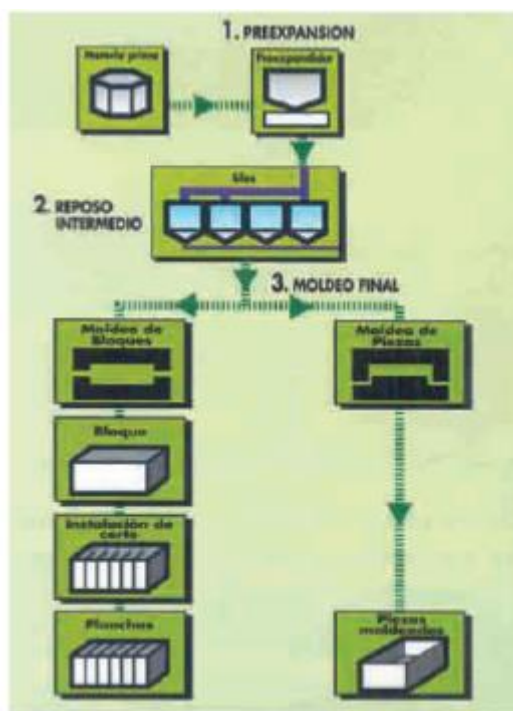 1. PREEXPANSION
Materia prima
Preexpandidor
Silos
2. REPOSO
INTERMEDIO
3. MOLDEO FINAL
Moldeo de
Bloques
Moldeo de
Piezas
Bloque
Instalación de
corte
Planchas
Piezas
moldeadas